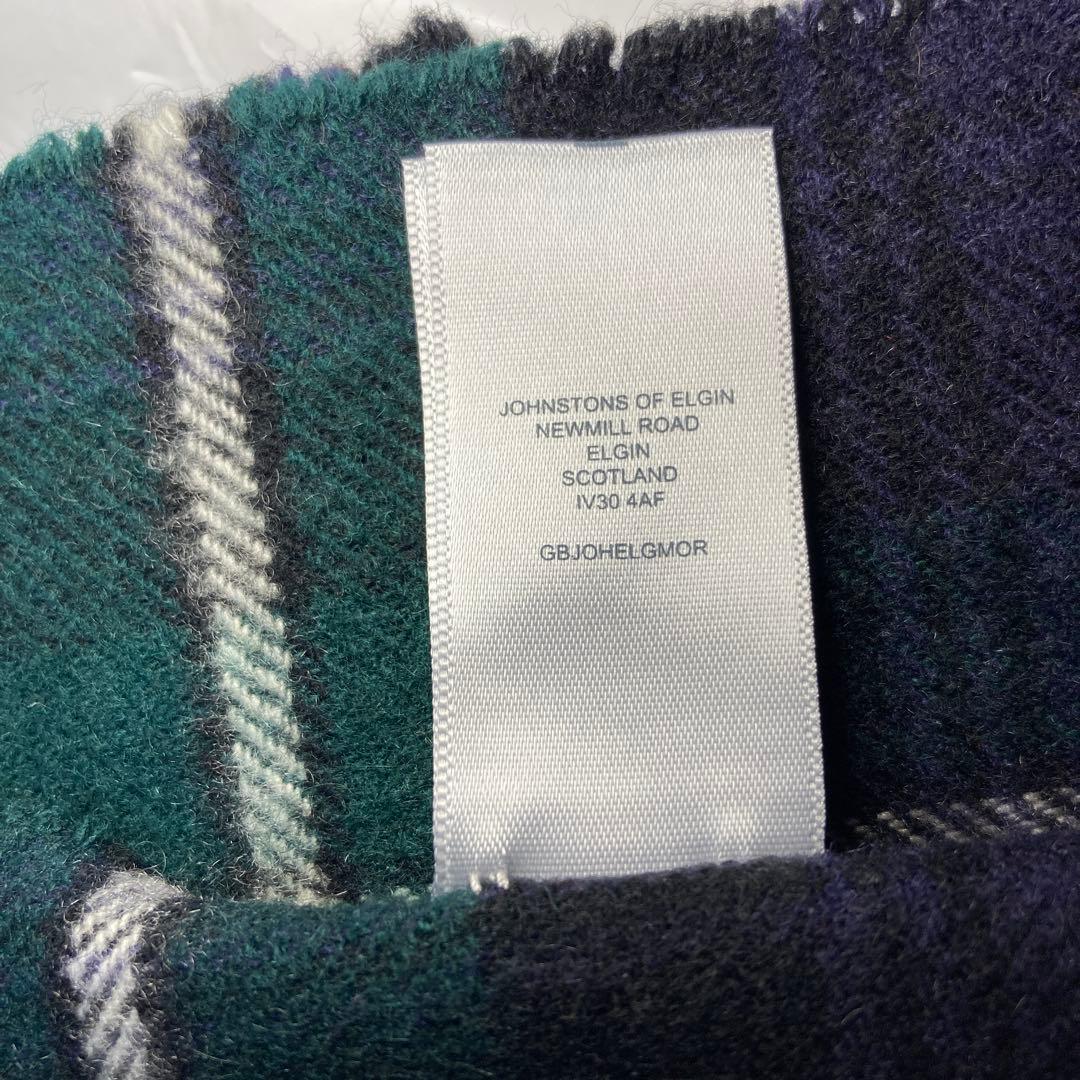 JOHNSTONS OF ELGIN
NEWMILL ROAD
ELGIN
SCOTLAND
IV30 4AF
GBJOHELGMOR